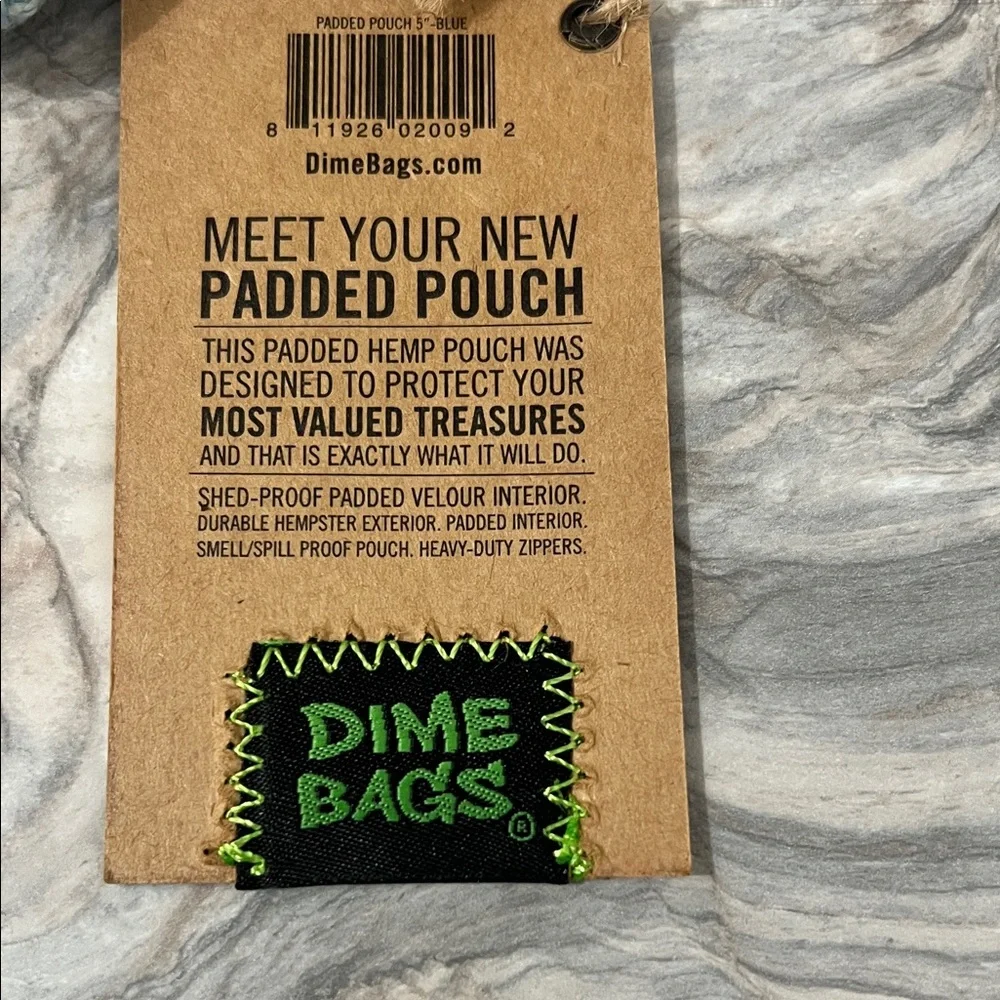 PADDED POUCH 5"-BLUE
8 11926 02009 2
DimeBags.com
MEET YOUR NEW
PADDED POUCH
THIS PADDED HEMP POUCH WAS
DESIGNED TO PROTECT YOUR
MOST VALUED TREASURES
AND THAT IS EXACTLY WHAT IT WILL DO.
SHED-PROOF PADDED VELOUR INTERIOR.
DURABLE HEMPSTER EXTERIOR. PADDED INTERIOR.
SMELL/SPILL PROOF POUCH. HEAVY-DUTY ZIPPERS.
DIME
BAGS®